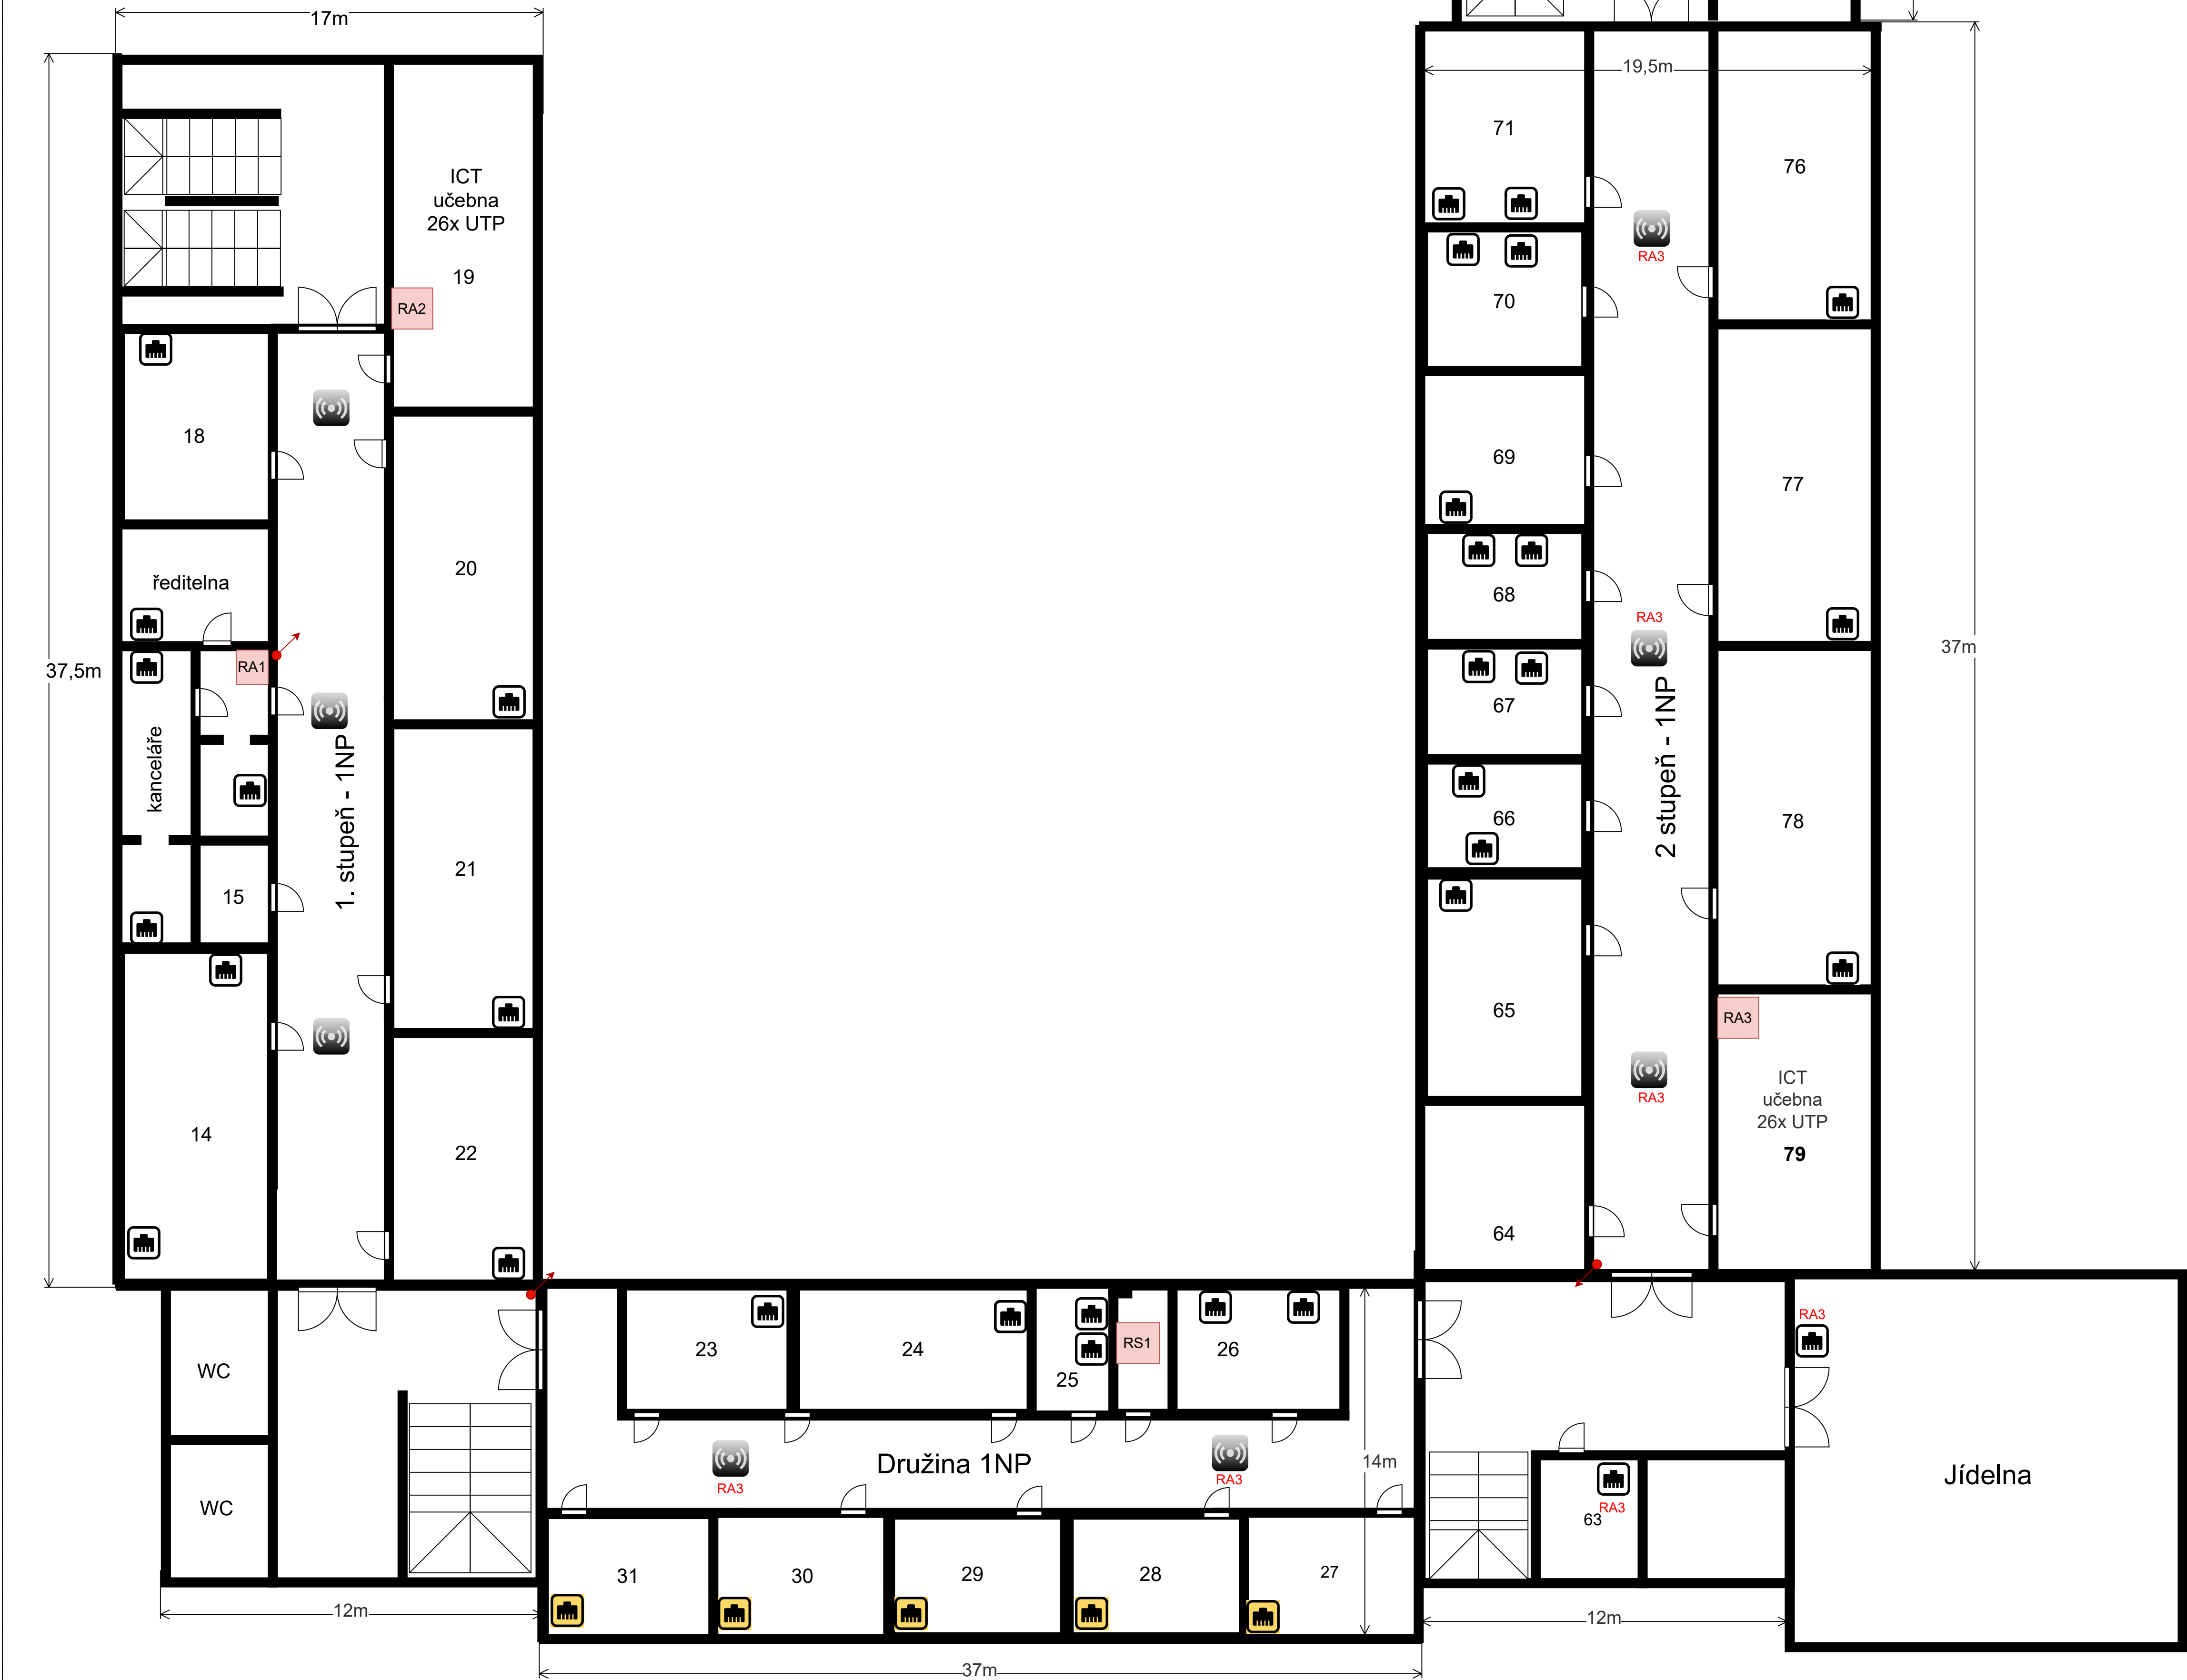 17m
19,5m
71
76
ICT
učebna
26x UTP
19
RA2
RA3
70
18
69
77
20
ředitelna
68
RA3
37,5m
RA1
37m
67
kanceláře
1. stupeň - 1NP
2 stupeň - 1NP
66
78
21
15
65
RA3
ICT
učebna
26x UTP
79
RA3
14
22
64
WC
23
24
25
RS1
26
RA3
14m
Družina 1NP
RA3
RA3
Jídelna
WC
RA3
63
31
30
29
28
27
12m
12m
37m